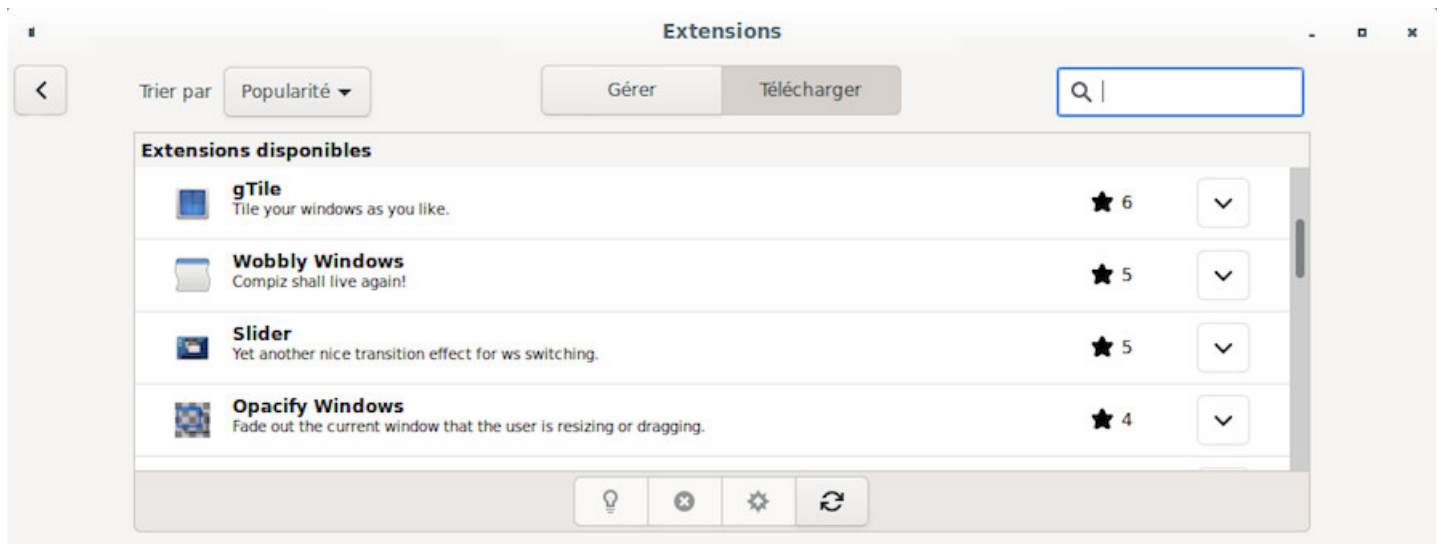 Extensions
Trier par Popularité Gérer Télécharger
Extensions disponibles
gTile
Tile your windows as you like.
6
Wobbly Windows
Compiz shall live again!
5
Slider
Yet another nice transition effect for ws switching.
5
Opacify Windows
Fade out the current window that the user is resizing or dragging.
4